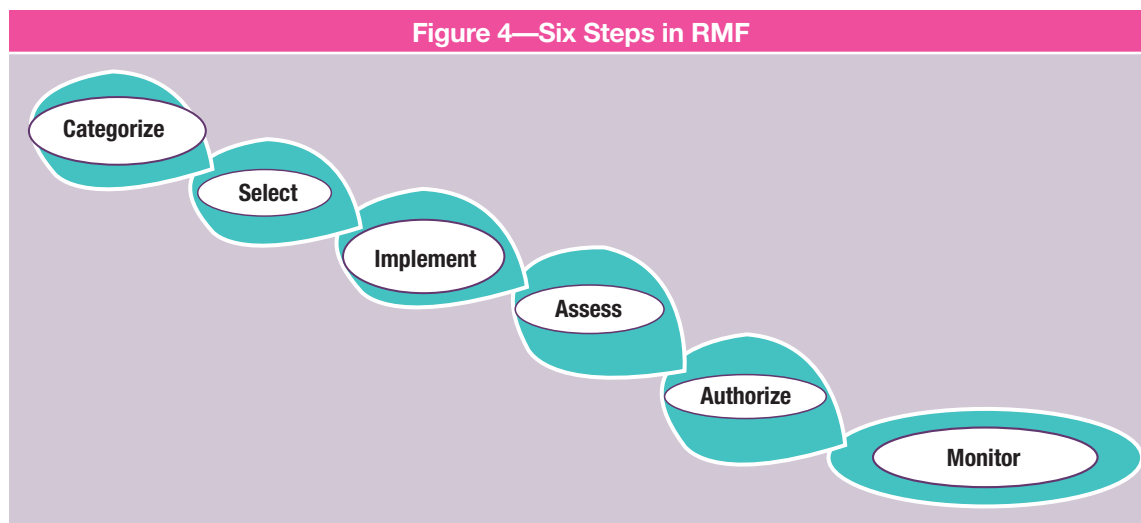 Figure 4—Six Steps in RMF
Categorize
Select
Implement
Assess
Authorize
Monitor